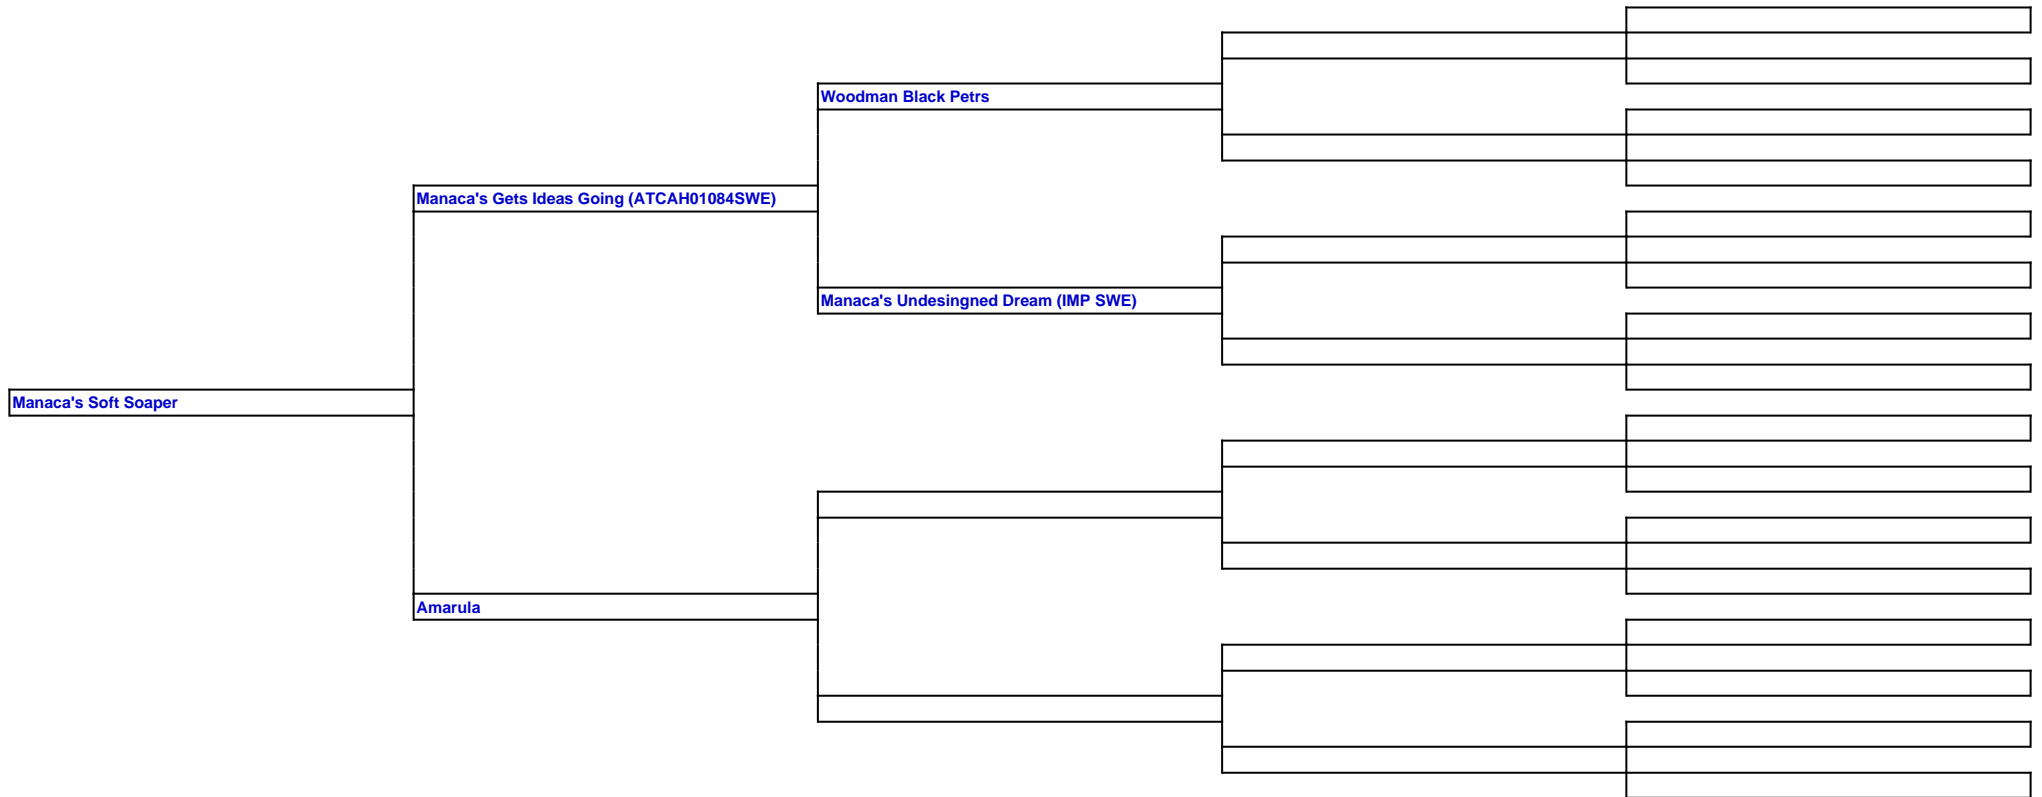 Woodman Black Petrs
Manaca's Gets Ideas Going (ATCAH01084SWE)
Manaca's Undesingned Dream (IMP SWE)
Manaca's Soft Soaper
Amarula